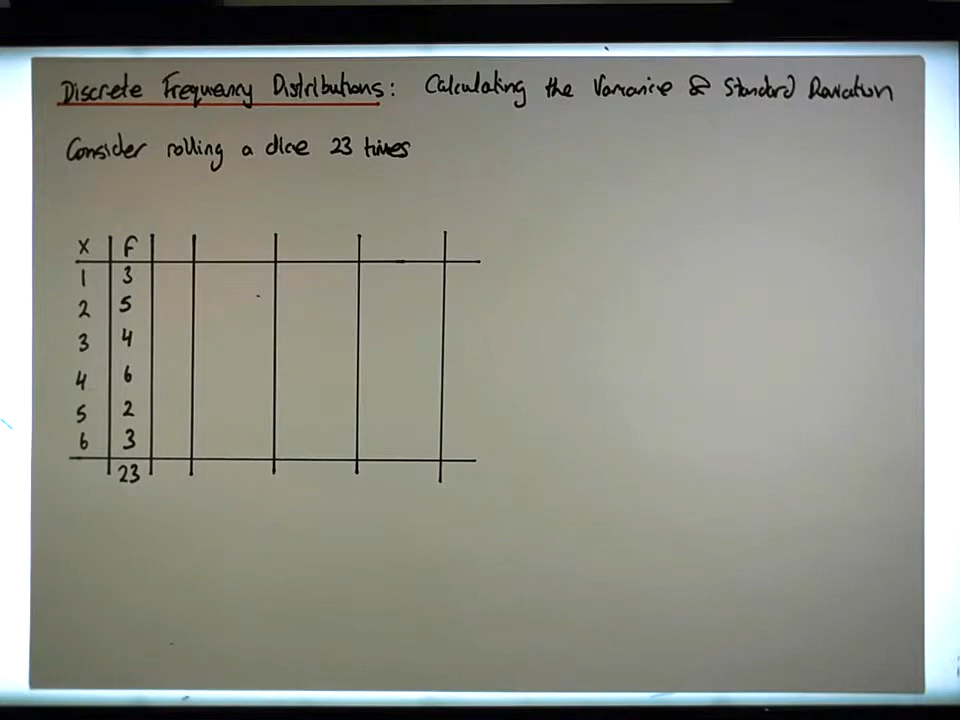 Discrete Frequency Distributions: Calculating the Variance & Standard Deviation
Consider rolling a dice 23 times
x f
1 3
2 5
3 4
4 6
5 2
6 3
23